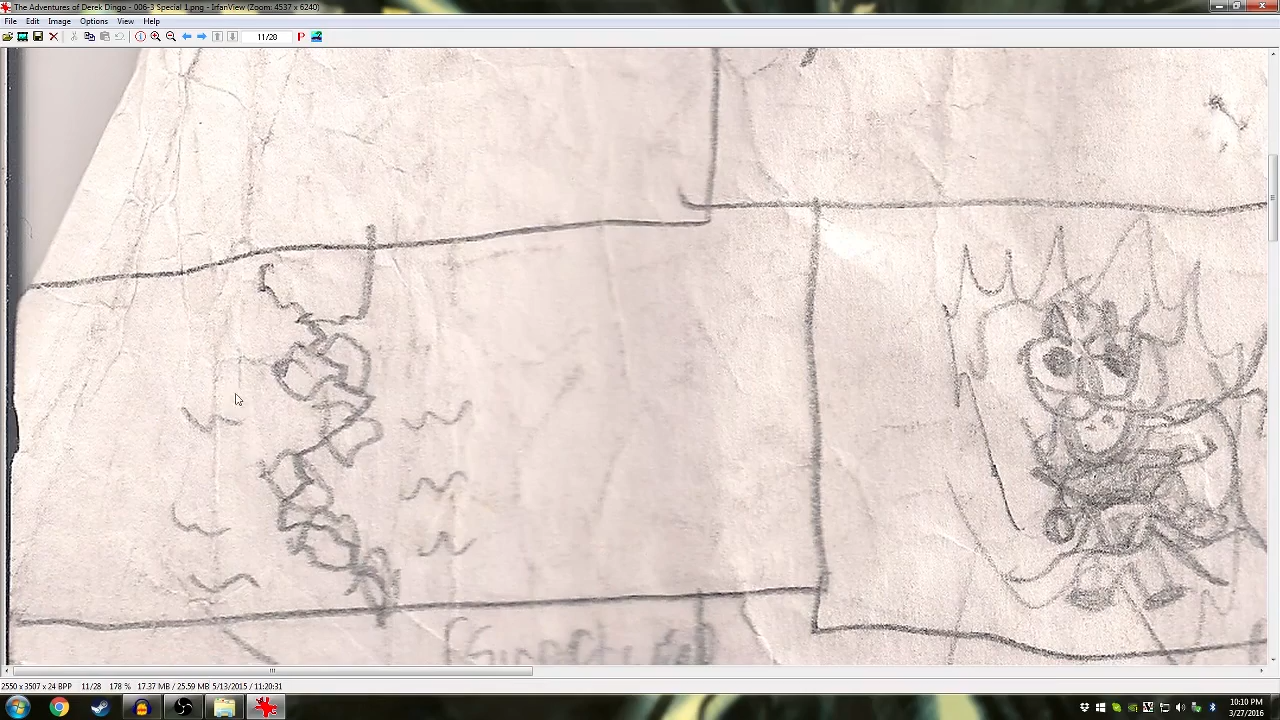 The Adventures of Derek Dingo - 006-3 Special 1.png - IrfanView (Zoom: 4537 x 6240)
File Edit Image Options View Help
11/28
2550 x 3507 x 24 BPP 11/28 178 % 17.37 MB / 25.59 MB 5/13/2015 / 11:20:31
10:10 PM
3/27/2016